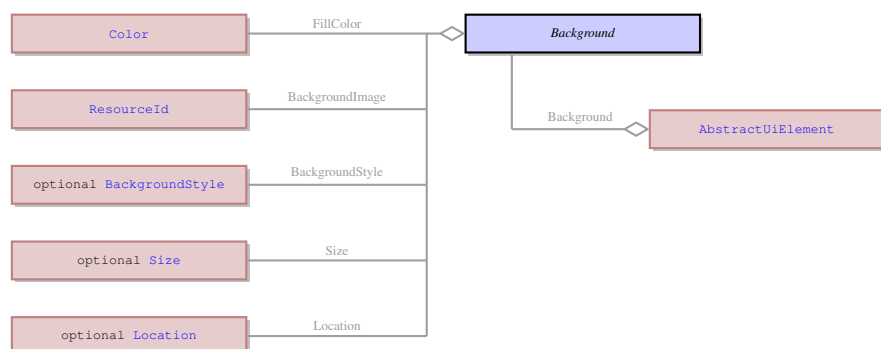 Color
FillColor
Background
ResourceId
BackgroundImage
Background
AbstractUiElement
optional BackgroundStyle
BackgroundStyle
optional Size
Size
optional Location
Location